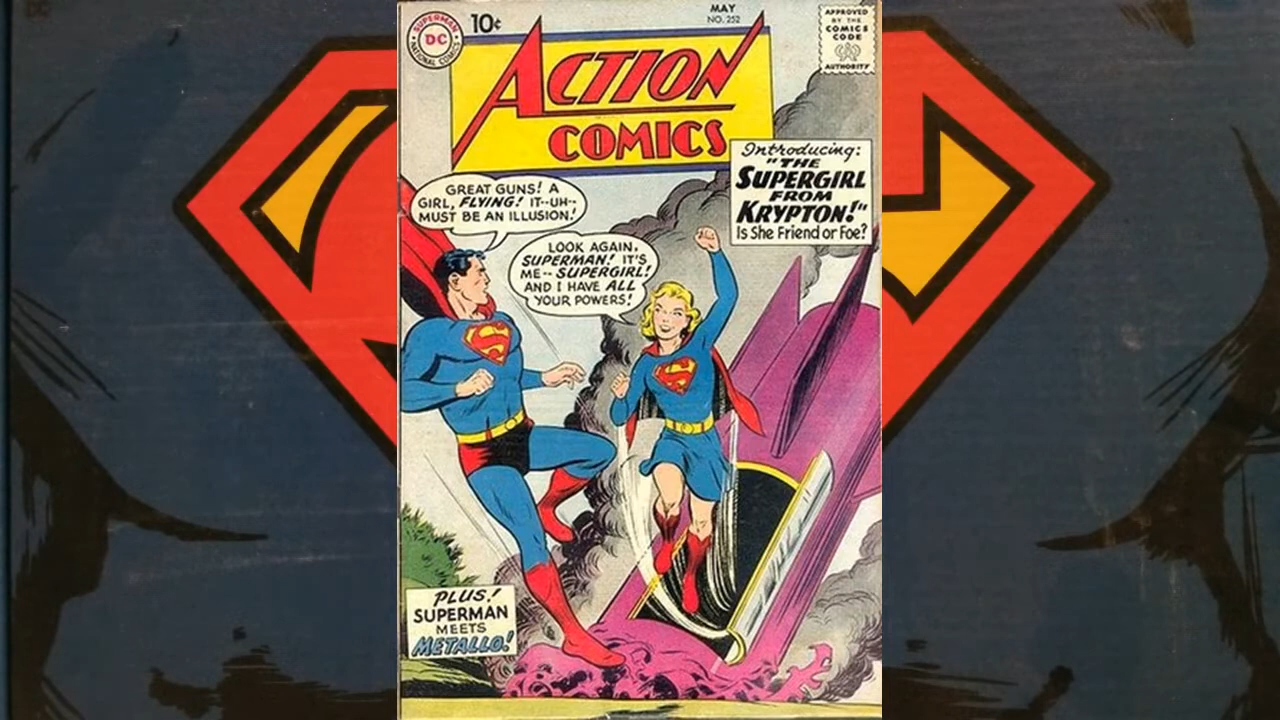 DC
SUPERMAN
DC
NATIONAL COMICS
10¢
MAY
NO. 252
APPROVED
BY THE
COMICS
CODE
AUTHORITY
ACTION
COMICS
Introducing:
"THE
SUPERGIRL
FROM
KRYPTON!"
Is She Friend or Foe?
GREAT GUNS! A
GIRL, FLYING! IT--UH--
MUST BE AN ILLUSION!
LOOK AGAIN,
SUPERMAN! IT'S
ME-- SUPERGIRL!
AND I HAVE ALL
YOUR POWERS!
S
S
PLUS!
SUPERMAN
MEETS
METALLO!